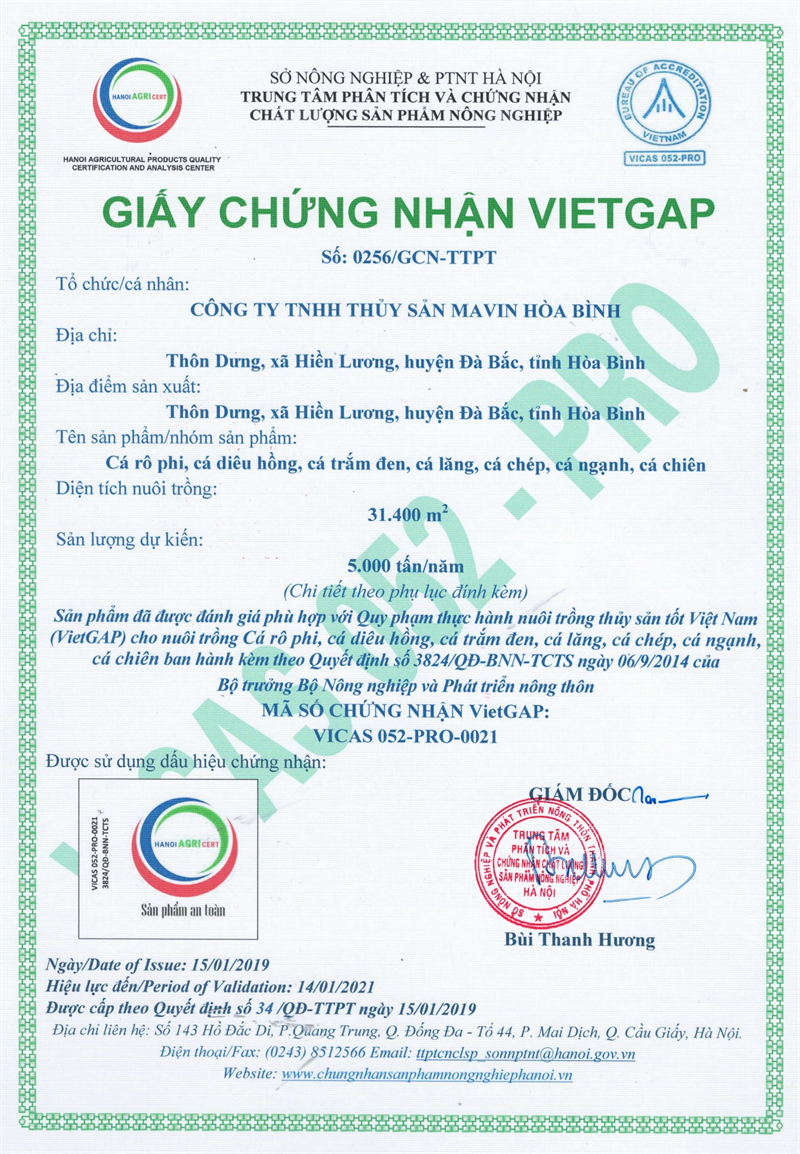 HANOI AGRI CERT
HANOI AGRICULTURAL PRODUCTS QUALITY
CERTIFICATION AND ANALYSIS CENTER
SỞ NÔNG NGHIỆP & PTNT HÀ NỘI
TRUNG TÂM PHÂN TÍCH VÀ CHỨNG NHẬN
CHẤT LƯỢNG SẢN PHẨM NÔNG NGHIỆP
BUREAU OF ACCREDITATION
VIETNAM
VICAS 052-PRO
GIẤY CHỨNG NHẬN VIETGAP
Số: 0256/GCN-TTPT
Tổ chức/cá nhân:
CÔNG TY TNHH THỦY SẢN MAVIN HÒA BÌNH
Địa chỉ:
Thôn Dưng, xã Hiền Lương, huyện Đà Bắc, tỉnh Hòa Bình
Địa điểm sản xuất:
Thôn Dưng, xã Hiền Lương, huyện Đà Bắc, tỉnh Hòa Bình
Tên sản phẩm/nhóm sản phẩm:
Cá rô phi, cá diêu hồng, cá trắm đen, cá lăng, cá chép, cá ngạnh, cá chiên
Diện tích nuôi trồng:
31.400 m²
Sản lượng dự kiến:
5.000 tấn/năm
(Chi tiết theo phụ lục đính kèm)
Sản phẩm đã được đánh giá phù hợp với Quy phạm thực hành nuôi trồng thủy sản tốt Việt Nam
(VietGAP) cho nuôi trồng Cá rô phi, cá diêu hồng, cá trắm đen, cá lăng, cá chép, cá ngạnh,
cá chiên ban hành kèm theo Quyết định số 3824/QĐ-BNN-TCTS ngày 06/9/2014 của
Bộ trưởng Bộ Nông nghiệp và Phát triển nông thôn
MÃ SỐ CHỨNG NHẬN VietGAP:
VICAS 052-PRO-0021
VICAS 052 - PRO
Được sử dụng dấu hiệu chứng nhận:
VICAS 052-PRO-0021
3824/QĐ-BNN-TCTS
HANOI AGRI CERT
Sản phẩm an toàn
GIÁM ĐỐC
SỞ NÔNG NGHIỆP VÀ PHÁT TRIỂN NÔNG THÔN THÀNH PHỐ HÀ NỘI
TRUNG TÂM
PHÂN TÍCH VÀ
CHỨNG NHẬN CHẤT LƯỢNG
SẢN PHẨM NÔNG NGHIỆP
HÀ NỘI
Bùi Thanh Hương
Ngày/Date of Issue: 15/01/2019
Hiệu lực đến/Period of Validation: 14/01/2021
Được cấp theo Quyết định số 34 /QĐ-TTPT ngày 15/01/2019
Địa chỉ liên hệ: Số 143 Hồ Đắc Di, P.Quang Trung, Q. Đống Đa - Tổ 44, P. Mai Dịch, Q. Cầu Giấy, Hà Nội.
Điện thoại/Fax: (0243) 8512566 Email: ttptcnclsp_sonnptnt@hanoi.gov.vn
Website: www.chungnhansanphamnongnghiephanoi.vn